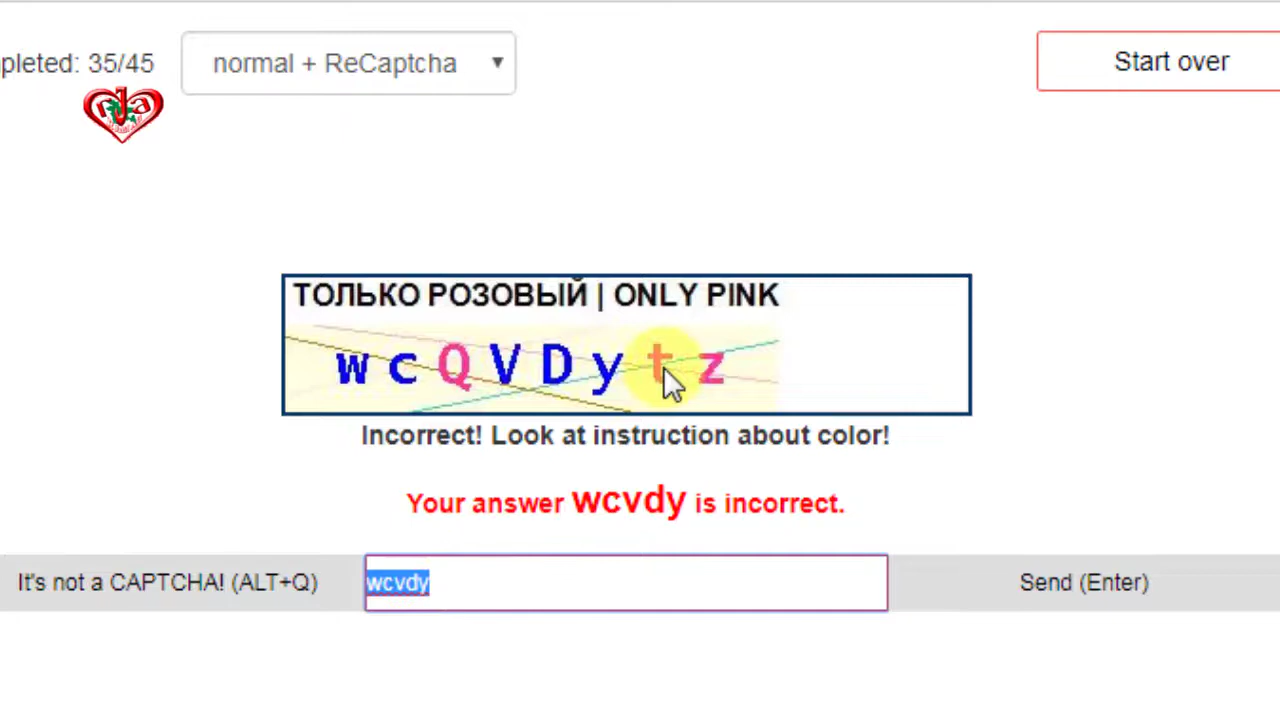 pleted: 35/45
normal + ReCaptcha
Start over
ТОЛЬКО РОЗОВЫЙ | ONLY PINK
w c Q V D y t z
Incorrect! Look at instruction about color!
Your answer wcvdy is incorrect.
It's not a CAPTCHA! (ALT+Q)
wcvdy
Send (Enter)